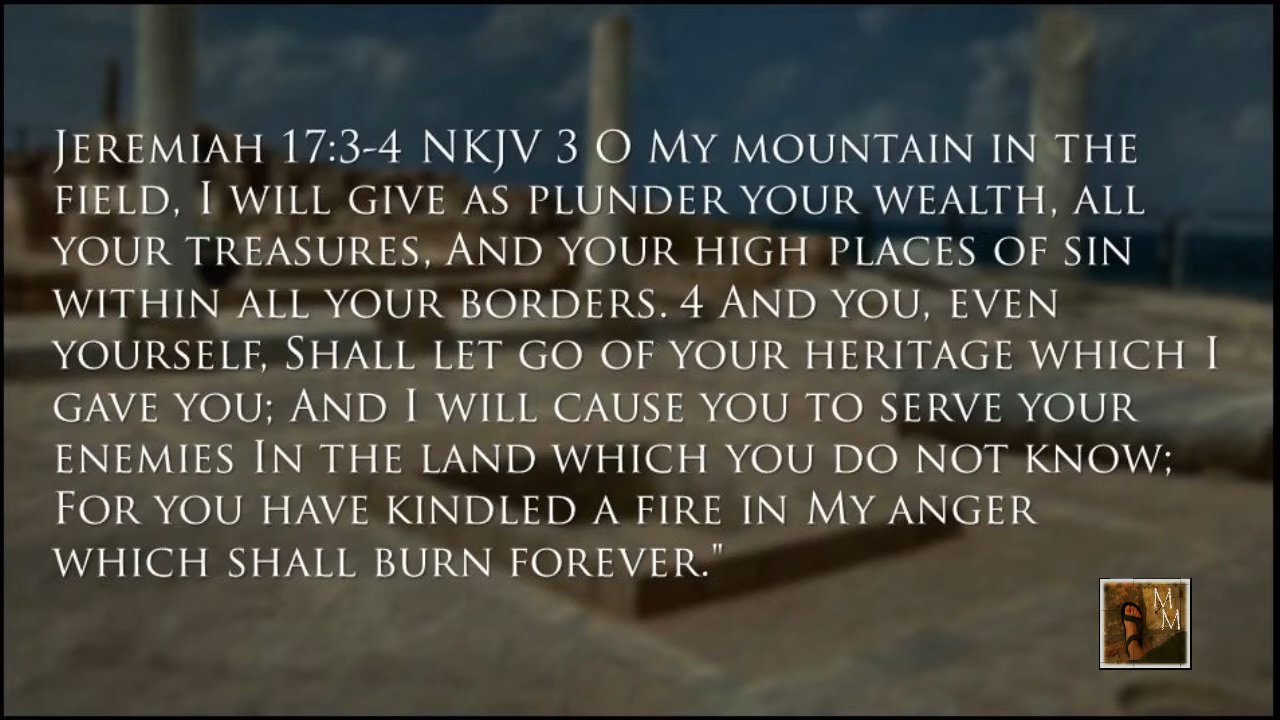 Jeremiah 17:3-4 NKJV 3 O My mountain in the
field, I will give as plunder your wealth, all
your treasures, And your high places of sin
within all your borders. 4 And you, even
yourself, Shall let go of your heritage which I
gave you; And I will cause you to serve your
enemies In the land which you do not know;
For you have kindled a fire in My anger
which shall burn forever."
M
M